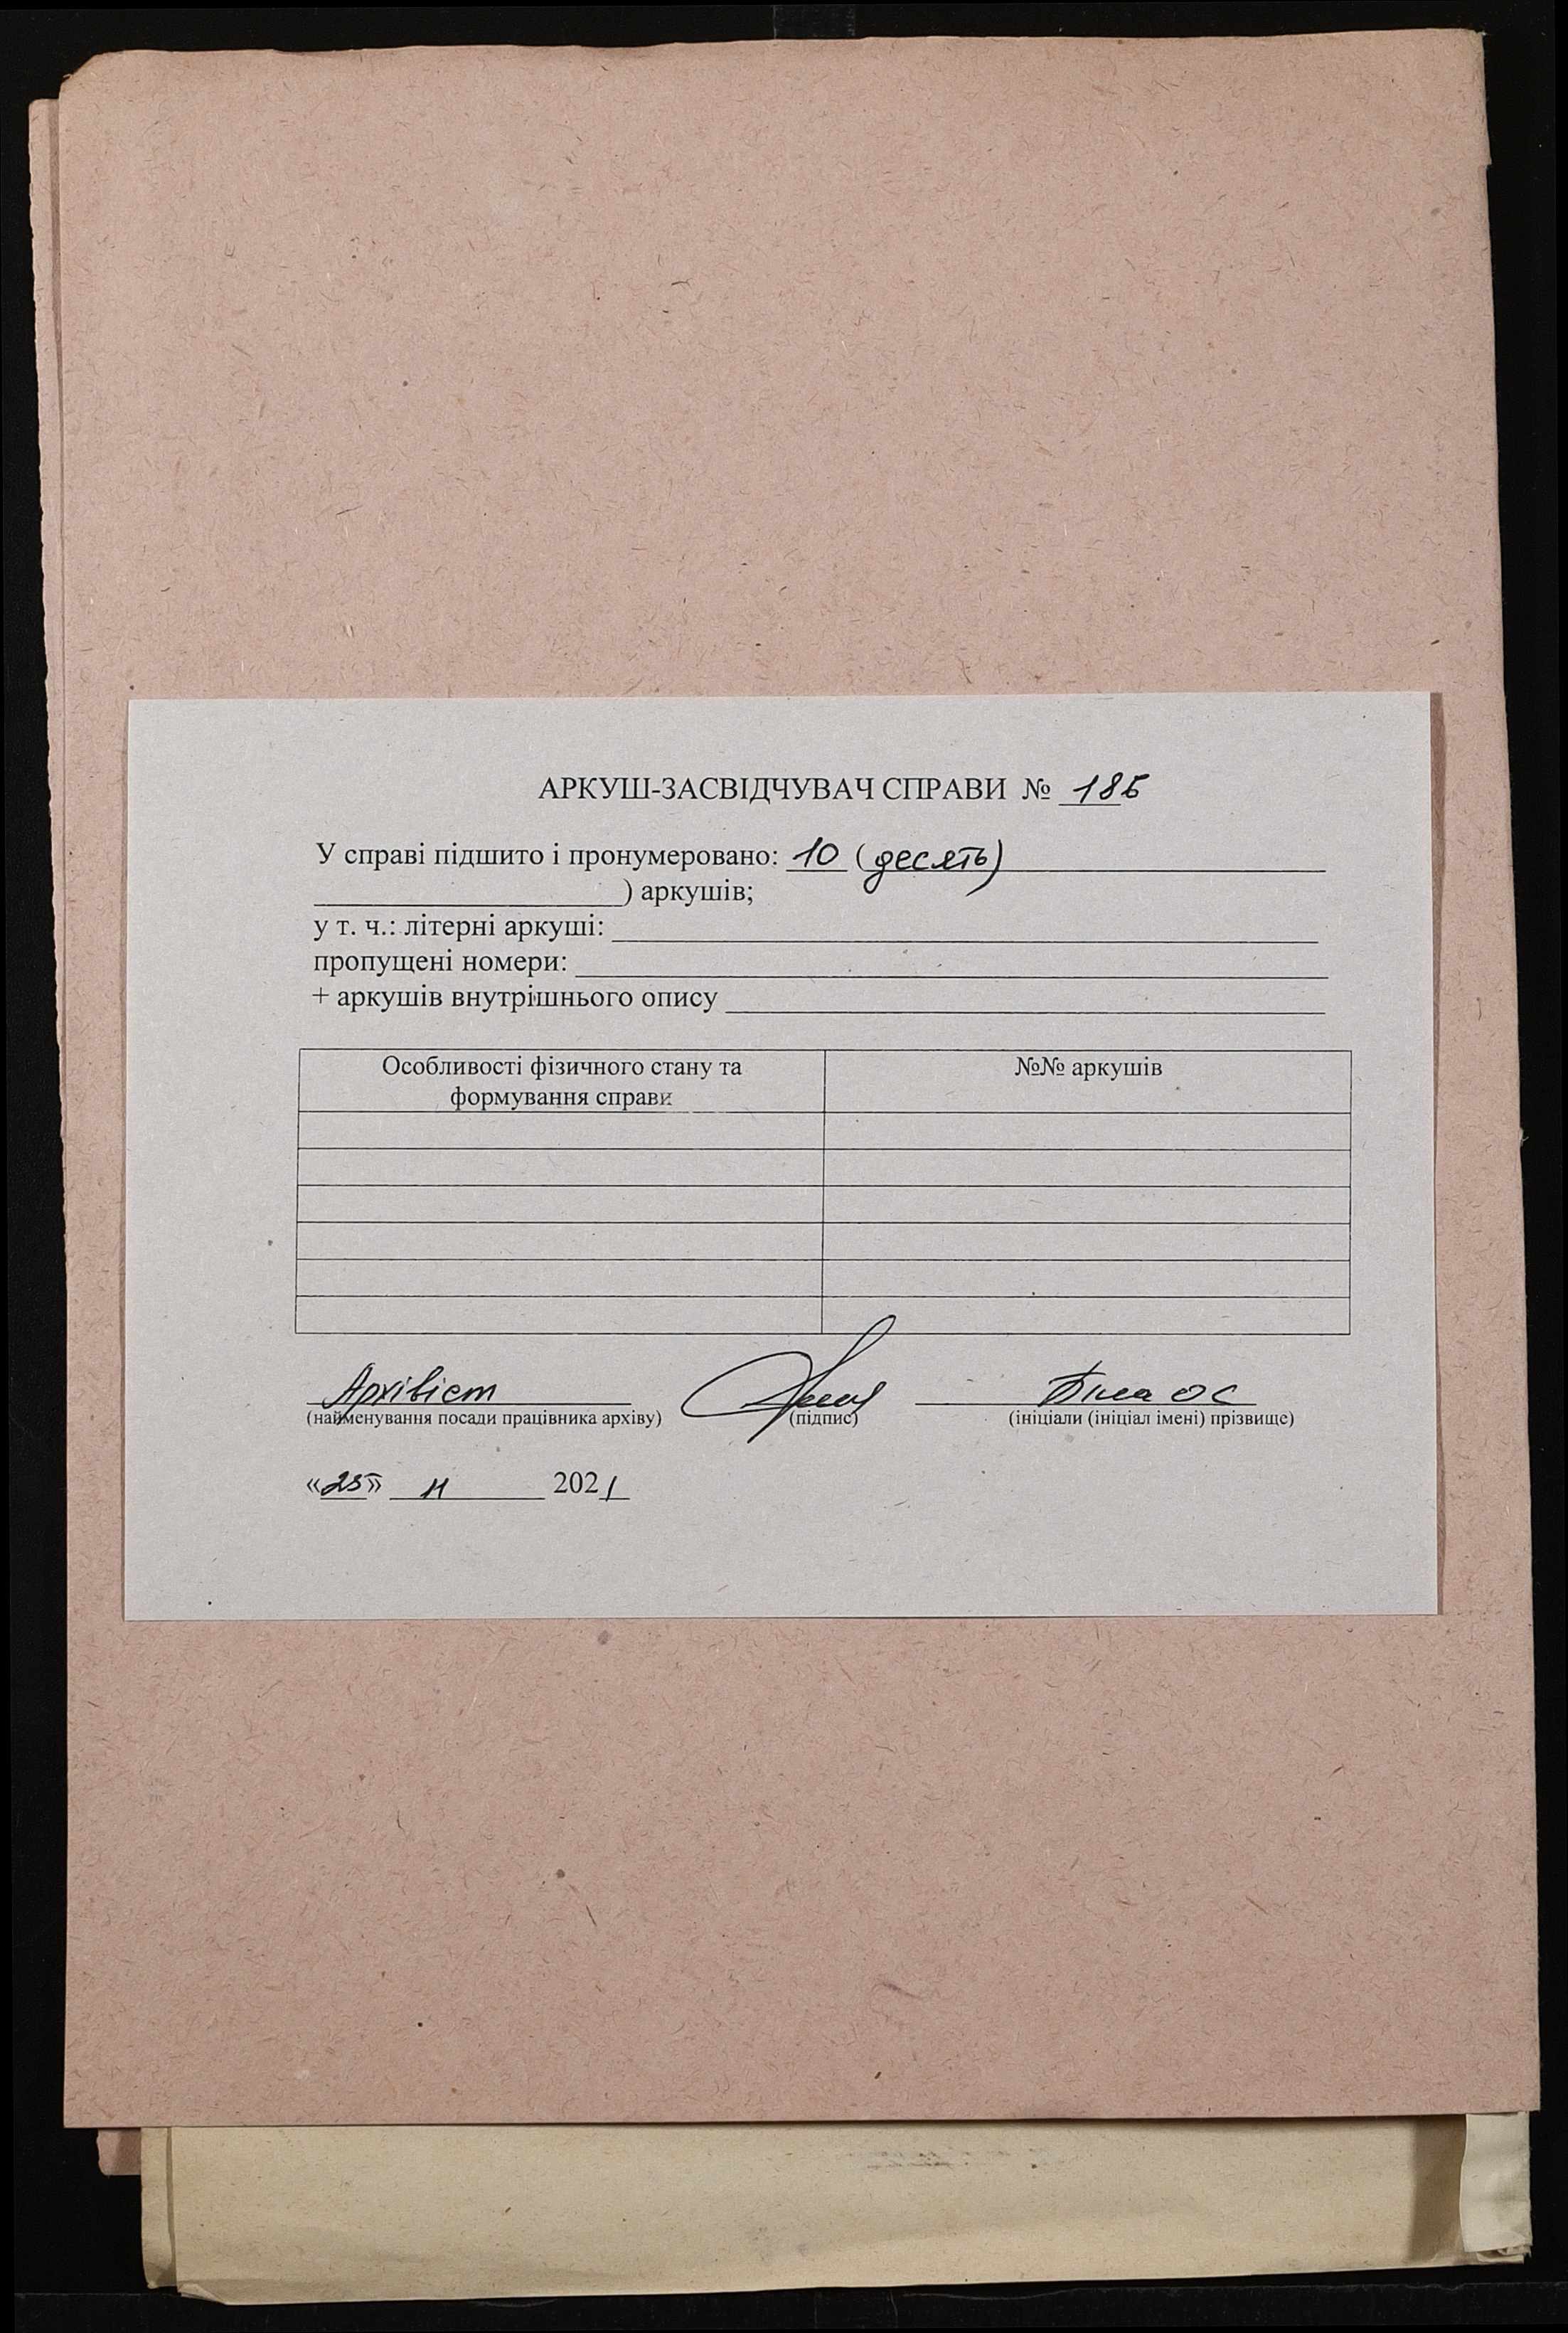 АРКУШ-ЗАСВІДЧУВАЧ СПРАВИ № 186
У справі підшито і пронумеровано: 10 (десять)
) аркушів;
у т. ч.: літерні аркуші:
пропущені номери:
+ аркушів внутрішнього опису
Особливості фізичного стану та
формування справи
№№ аркушів
Архівіст Біла ОС
(найменування посади працівника архіву) (підпис) (ініціали (ініціал імені) прізвище)
«25» 11 2021